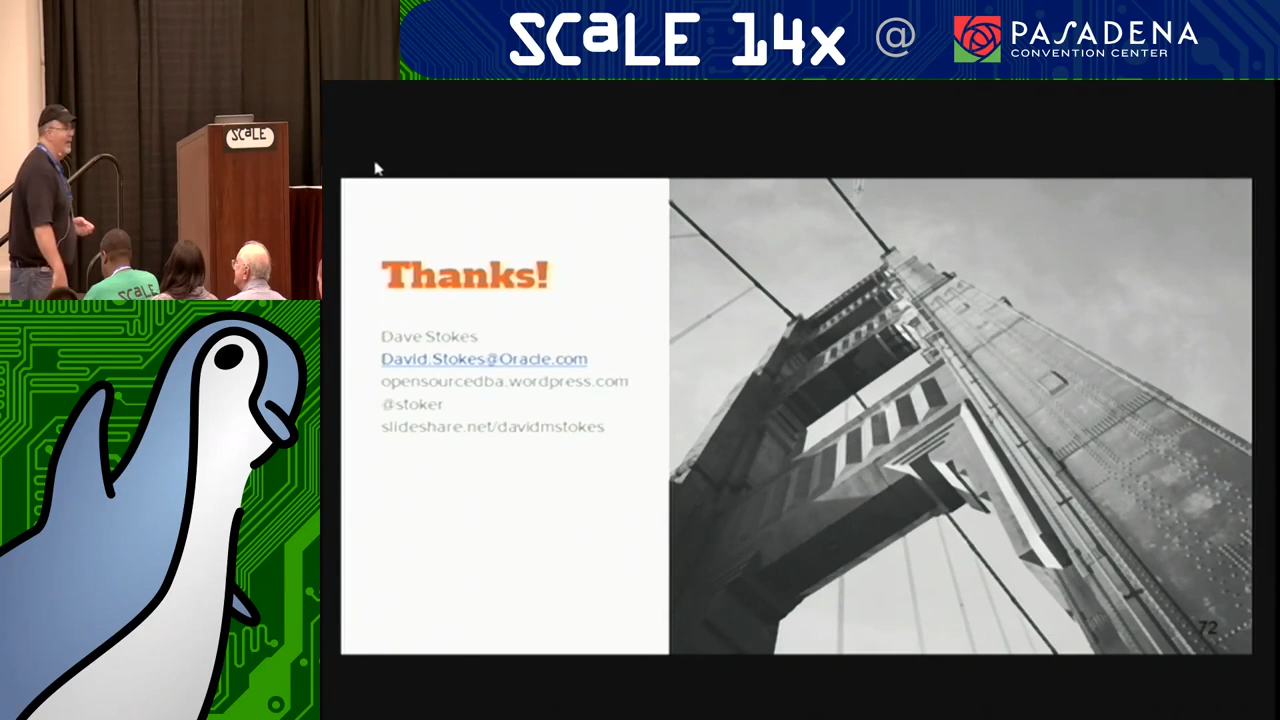 SCaLE 14x @ PASADENA
CONVENTION CENTER
SCALE
SCALE
Thanks!
Dave Stokes
David.Stokes@Oracle.com
opensourcedba.wordpress.com
@stoker
slideshare.net/davidmstokes
72